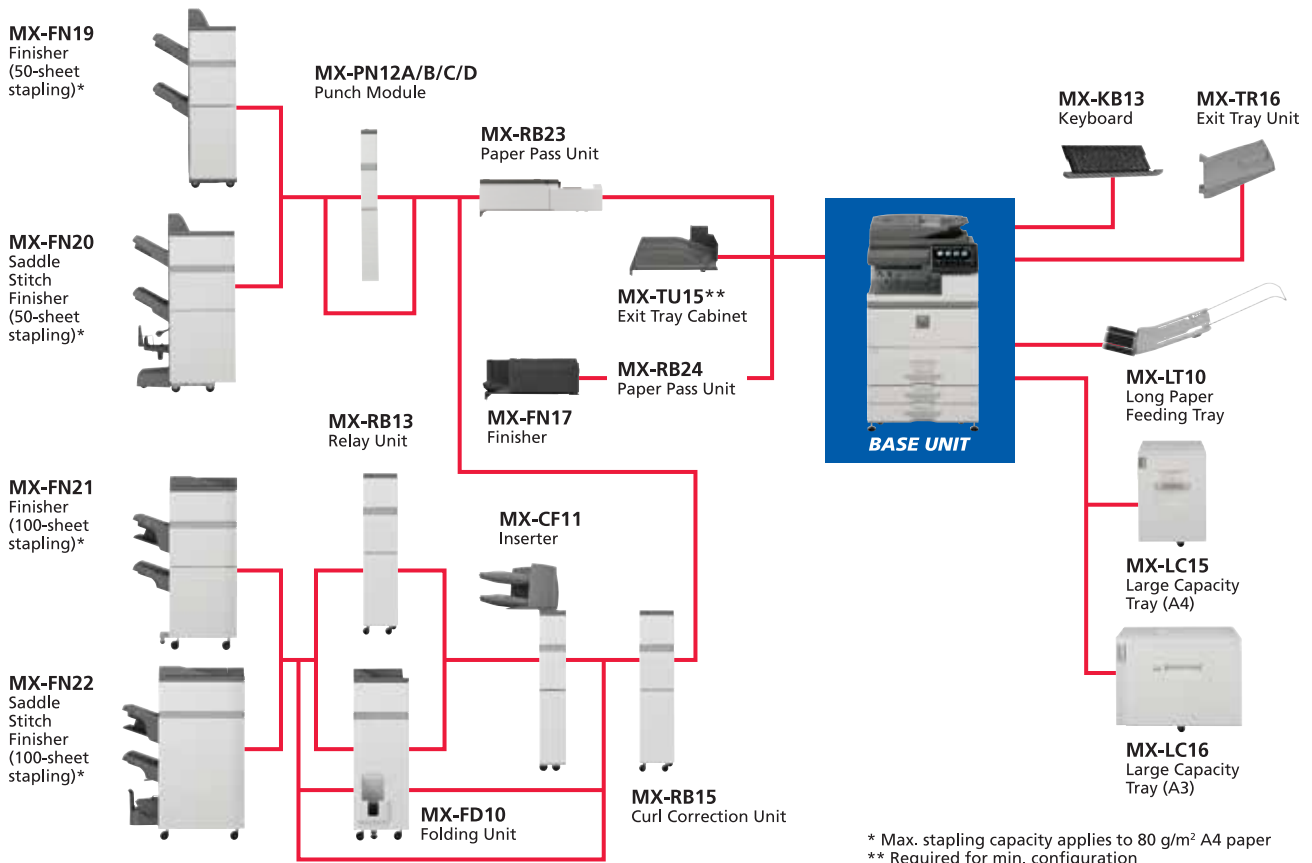 MX-FN19
Finisher
(50-sheet
stapling)*
MX-PN12A/B/C/D
Punch Module
MX-RB23
Paper Pass Unit
MX-KB13
Keyboard
MX-TR16
Exit Tray Unit
MX-FN20
Saddle
Stitch
Finisher
(50-sheet
stapling)*
MX-TU15**
Exit Tray Cabinet
MX-RB24
Paper Pass Unit
MX-FN17
Finisher
BASE UNIT
MX-LT10
Long Paper
Feeding Tray
MX-RB13
Relay Unit
MX-FN21
Finisher
(100-sheet
stapling)*
MX-CF11
Inserter
MX-LC15
Large Capacity
Tray (A4)
MX-FN22
Saddle
Stitch
Finisher
(100-sheet
stapling)*
MX-FD10
Folding Unit
MX-RB15
Curl Correction Unit
MX-LC16
Large Capacity
Tray (A3)
* Max. stapling capacity applies to 80 g/m² A4 paper
** Required for min. configuration